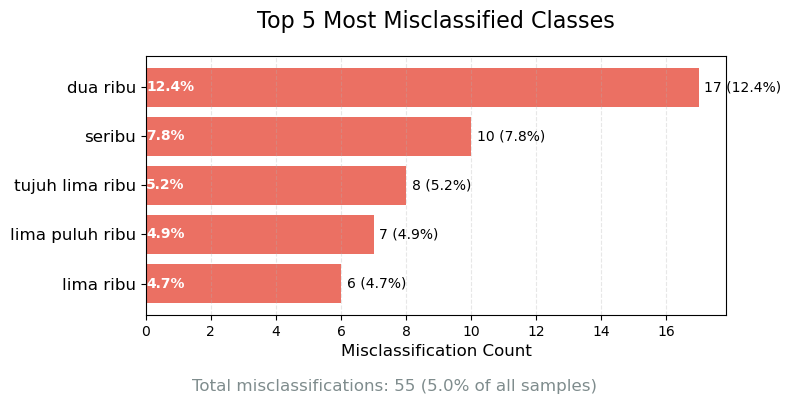 Top 5 Most Misclassified Classes
dua ribu 12.4% 17 (12.4%)
seribu 7.8% 10 (7.8%)
tujuh lima ribu 5.2% 8 (5.2%)
lima puluh ribu 4.9% 7 (4.9%)
lima ribu 4.7% 6 (4.7%)
0 2 4 6 8 10 12 14 16
Misclassification Count
Total misclassifications: 55 (5.0% of all samples)